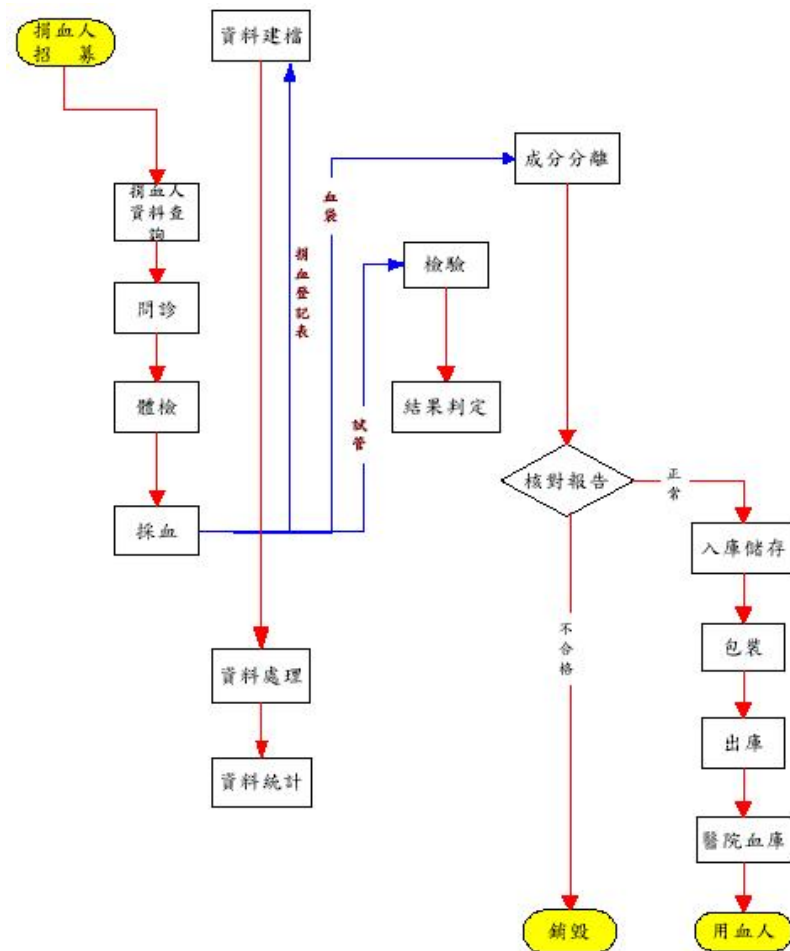 捐血人
招 募
資料建檔
成分分離
捐血人
資料查
詢
血袋
捐血登記表
檢驗
問診
體檢
結果判定
試管
核對報告
正常
採血
入庫儲存
不合格
包裝
資料處理
出庫
資料統計
醫院血庫
銷毀
用血人